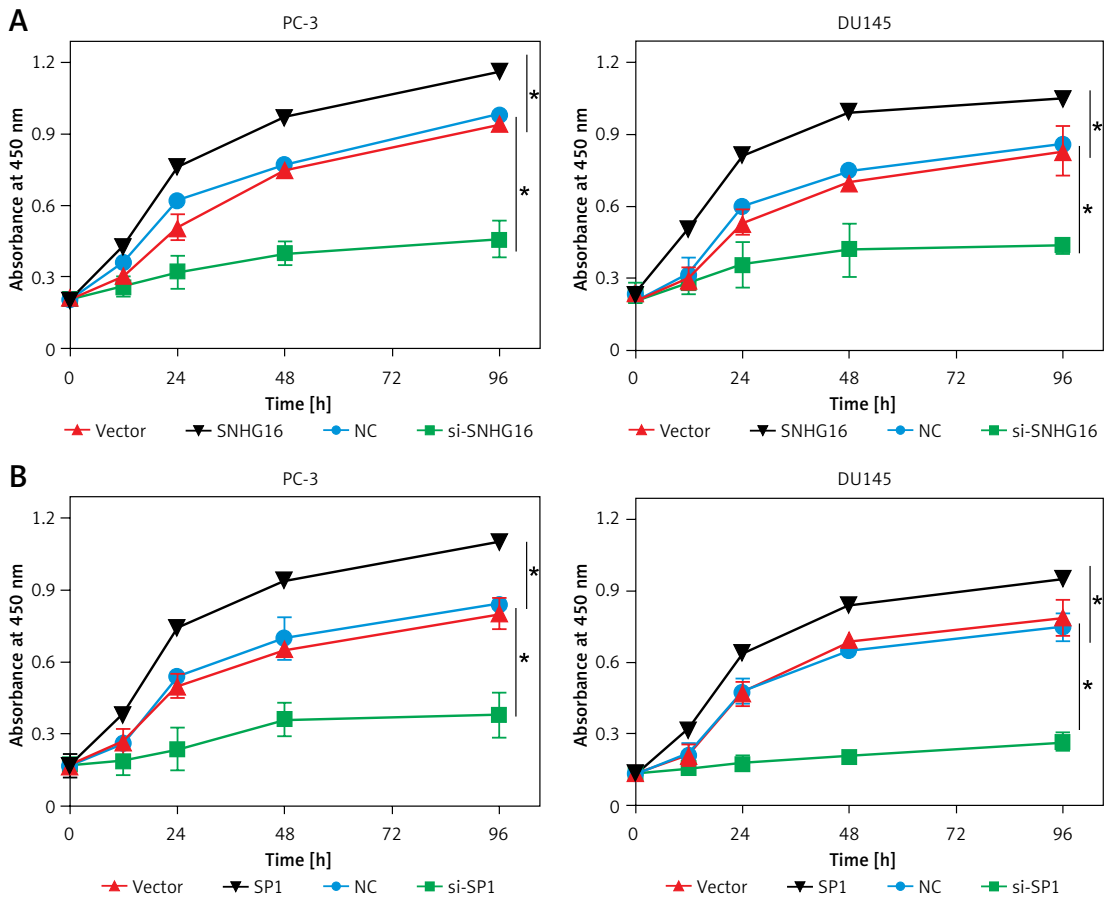 A
PC-3
DU145
Absorbance at 450 nm
1.2
0.9
0.6
0.3
0
*
*
0 24 48 72 96
Time [h]
Vector SNHG16 NC si-SNHG16
Absorbance at 450 nm
1.2
0.9
0.6
0.3
0
*
*
0 24 48 72 96
Time [h]
Vector SNHG16 NC si-SNHG16
B
PC-3
DU145
Absorbance at 450 nm
1.2
0.9
0.6
0.3
0
*
*
0 24 48 72 96
Time [h]
Vector SP1 NC si-SP1
Absorbance at 450 nm
1.2
0.9
0.6
0.3
0
*
*
0 24 48 72 96
Time [h]
Vector SP1 NC si-SP1